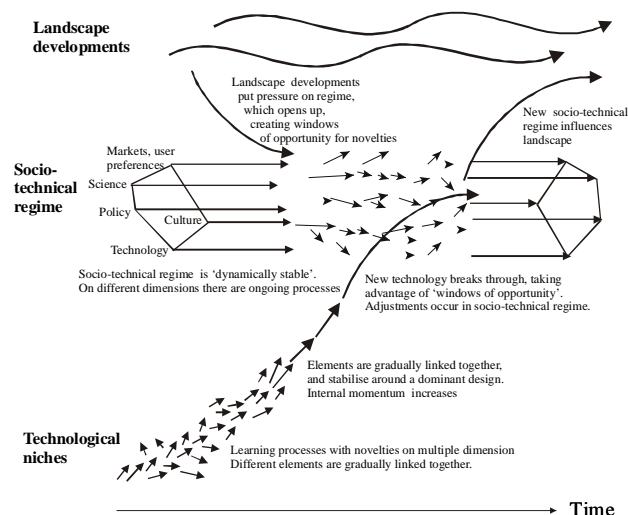 Landscape
developments
Landscape developments
put pressure on regime,
which opens up,
creating windows
of opportunity for novelties
New socio-technical
regime influences
landscape
Socio-
technical
regime
Markets, user
preferences
Science
Policy
Culture
Technology
Socio-technical regime is ‘dynamically stable’.
On different dimensions there are ongoing processes
New technology breaks through, taking
advantage of ‘windows of opportunity’.
Adjustments occur in socio-technical regime.
Elements are gradually linked together,
and stabilise around a dominant design.
Internal momentum increases
Technological
niches
Learning processes with novelties on multiple dimension
Different elements are gradually linked together.
Time